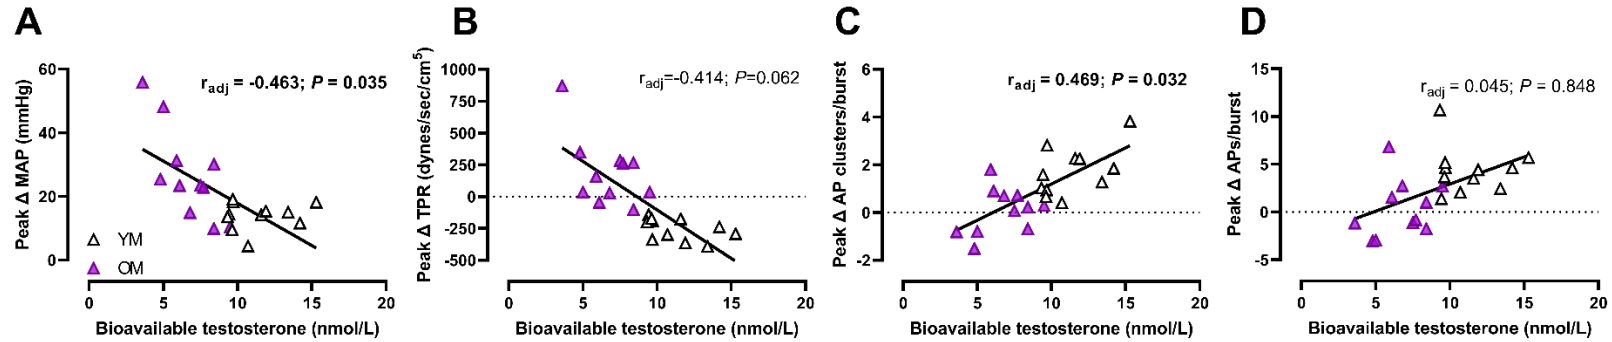 A
Peak Δ MAP (mmHg)
60
40
20
0
r_adj = -0.463; P = 0.035
YM
OM
0 5 10 15 20
Bioavailable testosterone (nmol/L)
B
Peak Δ TPR (dynes/sec/cm⁵)
1000
750
500
250
0
-250
-500
r_adj=-0.414; P=0.062
0 5 10 15 20
Bioavailable testosterone (nmol/L)
C
Peak Δ AP clusters/burst
6
4
2
0
-2
r_adj = 0.469; P = 0.032
0 5 10 15 20
Bioavailable testosterone (nmol/L)
D
Peak Δ APs/burst
15
10
5
0
-5
r_adj = 0.045; P = 0.848
0 5 10 15 20
Bioavailable testosterone (nmol/L)